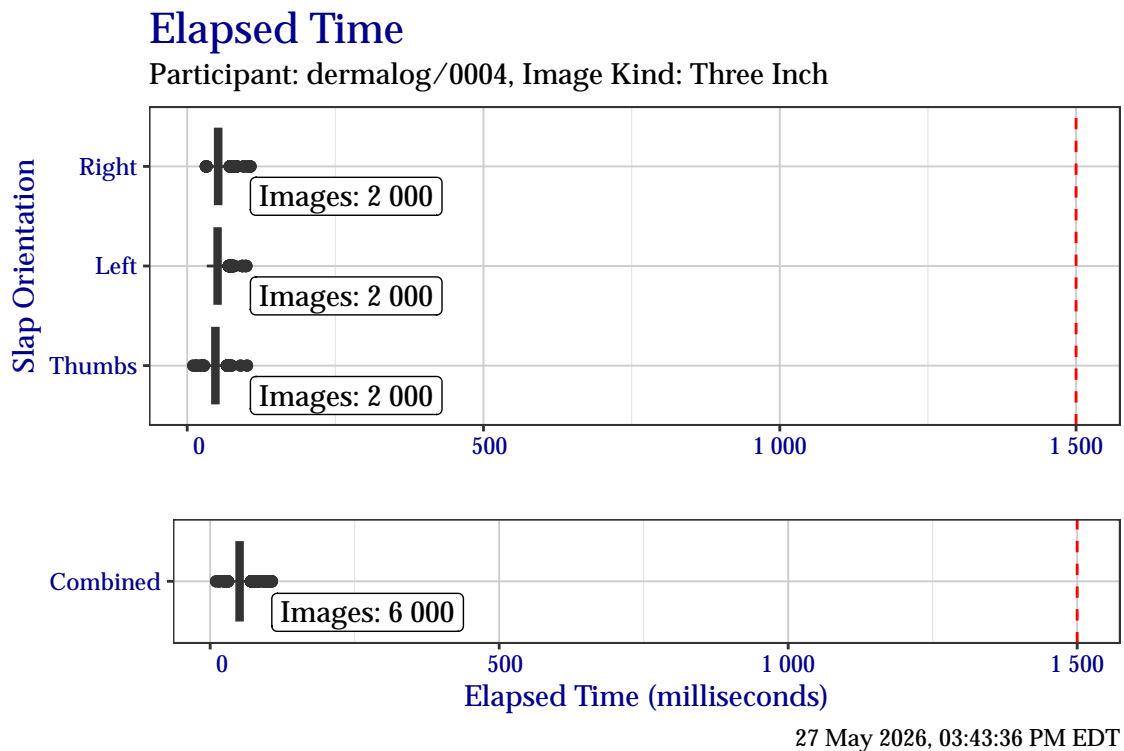 Elapsed Time
Participant: dermalog/0004, Image Kind: Three Inch
Slap Orientation
Right
Images: 2 000
Left
Images: 2 000
Thumbs
Images: 2 000
0 500 1 000 1 500
Combined
Images: 6 000
0 500 1 000 1 500
Elapsed Time (milliseconds)
27 May 2026, 03:43:36 PM EDT